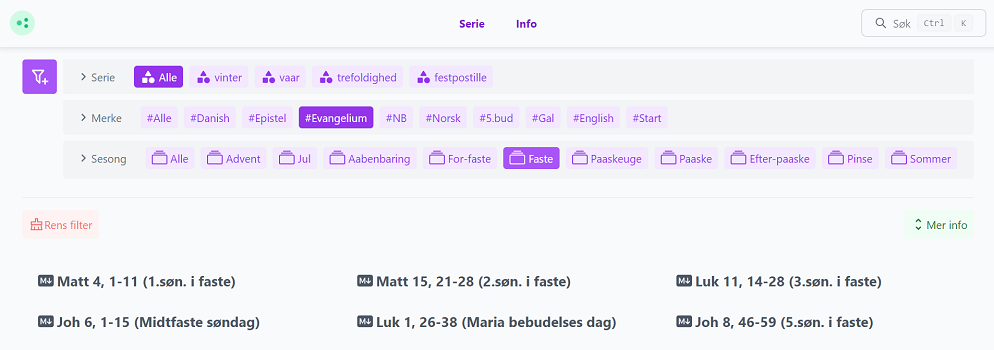 Serie Info Søk Ctrl K
Serie Alle vinter vaar trefoldighed festpostille
Merke #Alle #Danish #Epistel #Evangelium #NB #Norsk #5.bud #Gal #English #Start
Sesong Alle Advent Jul Aabenbaring For-faste Faste Paaskeuge Paaske Efter-paaske Pinse Sommer
Rens filter Mer info
Matt 4, 1-11 (1.søn. i faste) Matt 15, 21-28 (2.søn. i faste) Luk 11, 14-28 (3.søn. i faste)
Joh 6, 1-15 (Midtfaste søndag) Luk 1, 26-38 (Maria bebudelses dag) Joh 8, 46-59 (5.søn. i faste)